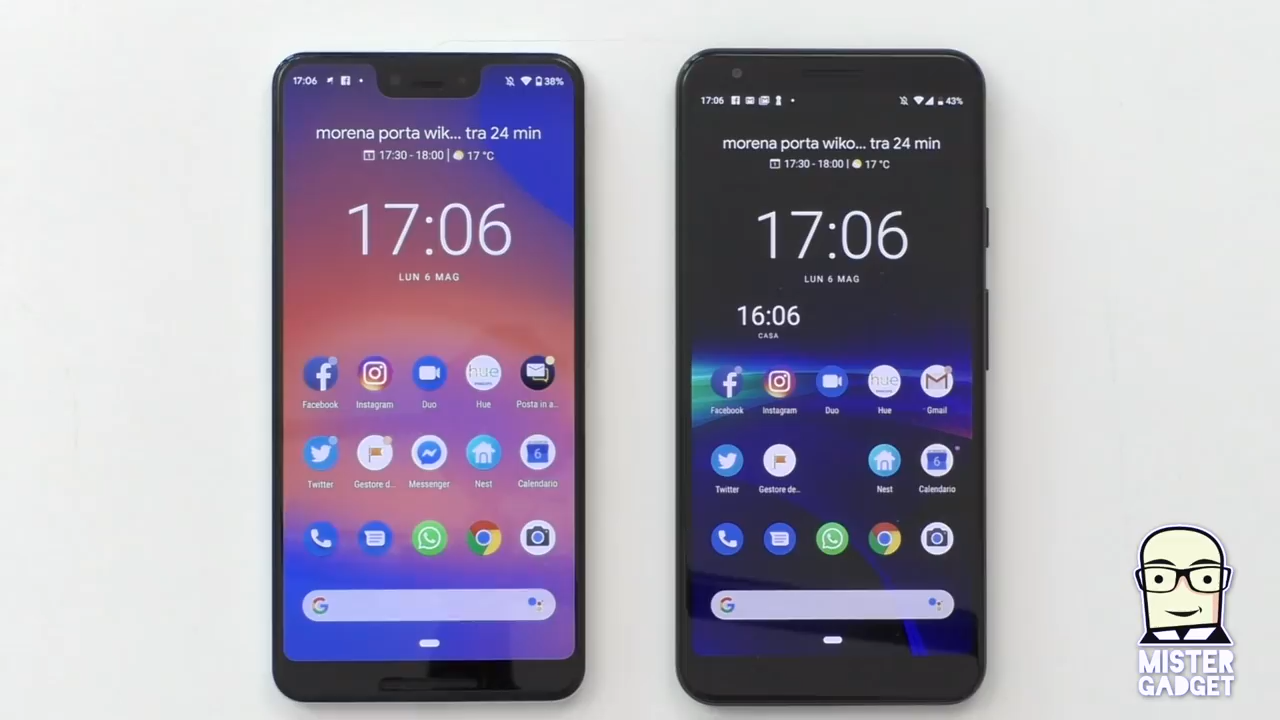 17:06
38%
morena porta wik... tra 24 min
17:30 - 18:00 | 17 °C
17:06
LUN 6 MAG
Facebook
Instagram
Duo
Hue
Posta in a...
Twitter
Gestore d...
Messenger
Nest
Calendario
17:06
43%
morena porta wiko... tra 24 min
17:30 - 18:00 | 17 °C
17:06
LUN 6 MAG
16:06
CASA
Facebook
Instagram
Duo
Hue
Gmail
Twitter
Gestore de...
Nest
Calendario
hue
6
hue
6
MISTER
GADGET